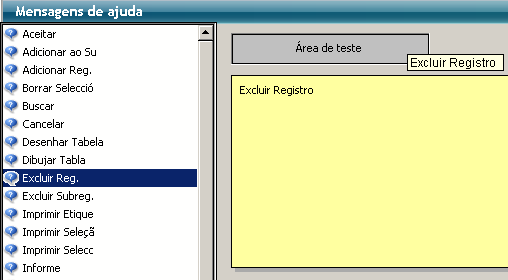 Mensagens de ajuda
Aceitar
Adicionar ao Su
Adicionar Reg.
Borrar Selecció
Buscar
Cancelar
Desenhar Tabela
Dibujar Tabla
Excluir Reg.
Excluir Subreg.
Imprimir Etique
Imprimir Seleçã
Imprimir Selecc
Informe
Área de teste
Excluir Registro
Excluir Registro